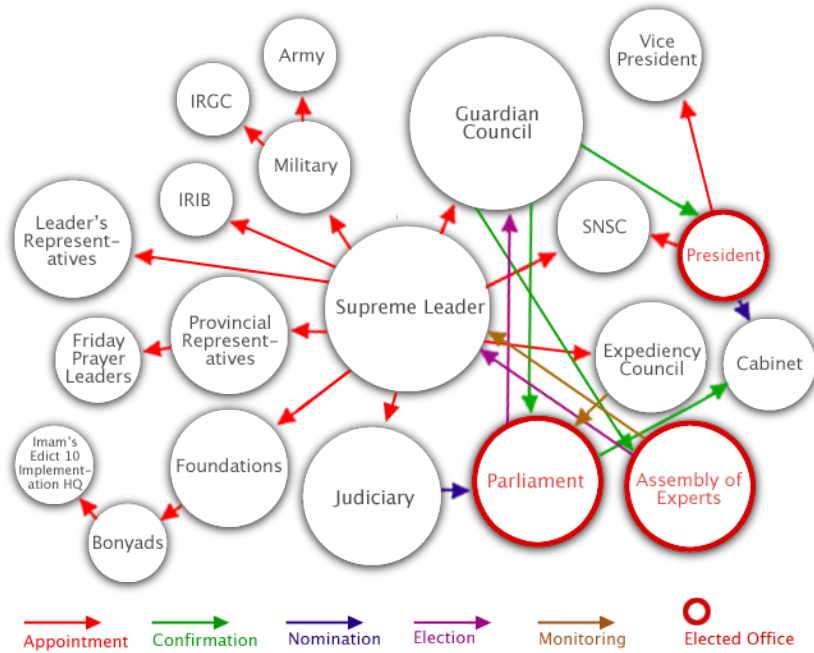 Army
Vice
President
IRGC
Guardian
Council
Military
IRIB
Leader's
Represent-
atives
SNSC
President
Supreme Leader
Provincial
Represent-
atives
Friday
Prayer
Leaders
Expediency
Council
Cabinet
Imam's
Edict 10
Implement-
ation HQ
Foundations
Judiciary
Parliament
Assembly of
Experts
Bonyads
Appointment
Confirmation
Nomination
Election
Monitoring
Elected Office